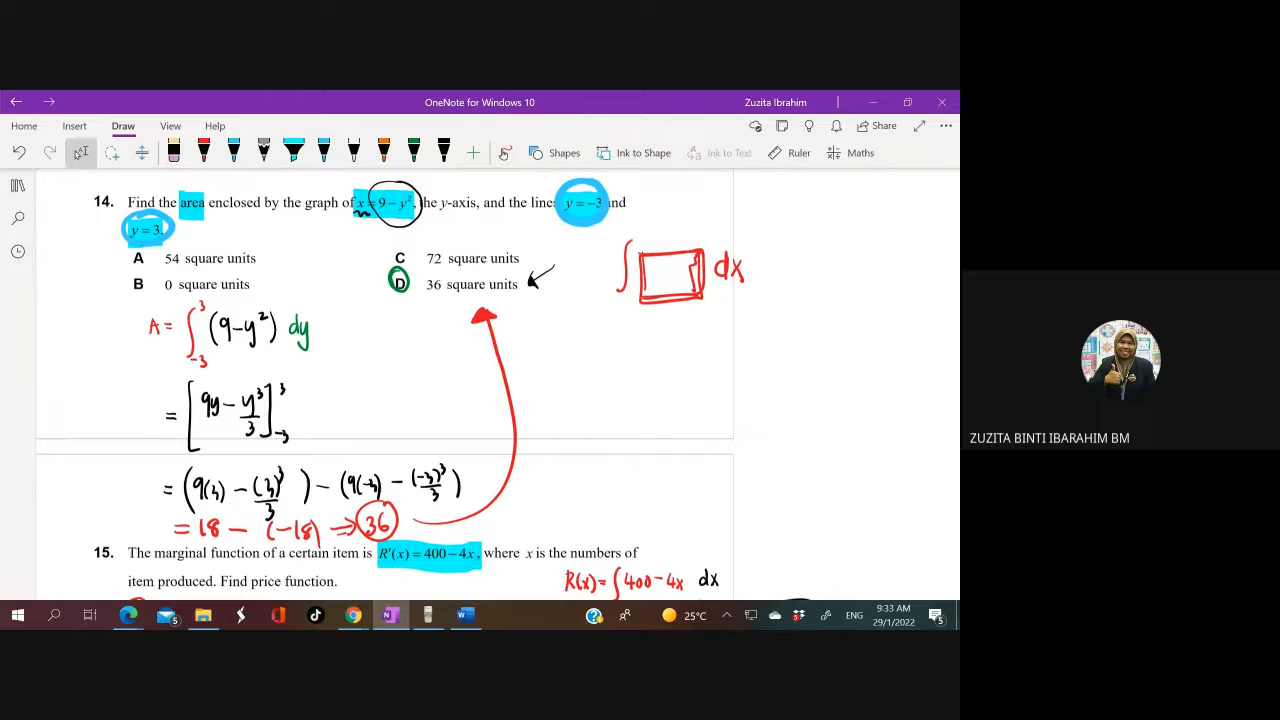 OneNote for Windows 10
Zuzita Ibrahim
Home Insert Draw View Help
Share
Shapes Ink to Shape Ink to Text Ruler Maths
14. Find the area enclosed by the graph of x = 9 − y², the y-axis, and the lines y = −3 and
y = 3.
A 54 square units C 72 square units
B 0 square units D 36 square units
∫ dx
A = ∫₋₃³ (9 − y²) dy
= [9y − y³/3]₋₃³
= (9(3) − (3)³/3) − (9(−3) − (−3)³/3)
= 18 − (−18) ⇒ 36
15. The marginal function of a certain item is R'(x) = 400 − 4x, where x is the numbers of
item produced. Find price function.
R(x) = ∫ 400 − 4x dx
ZUZITA BINTI IBARAHIM BM
5 25°C 5 ENG 9:33 AM
29/1/2022 5